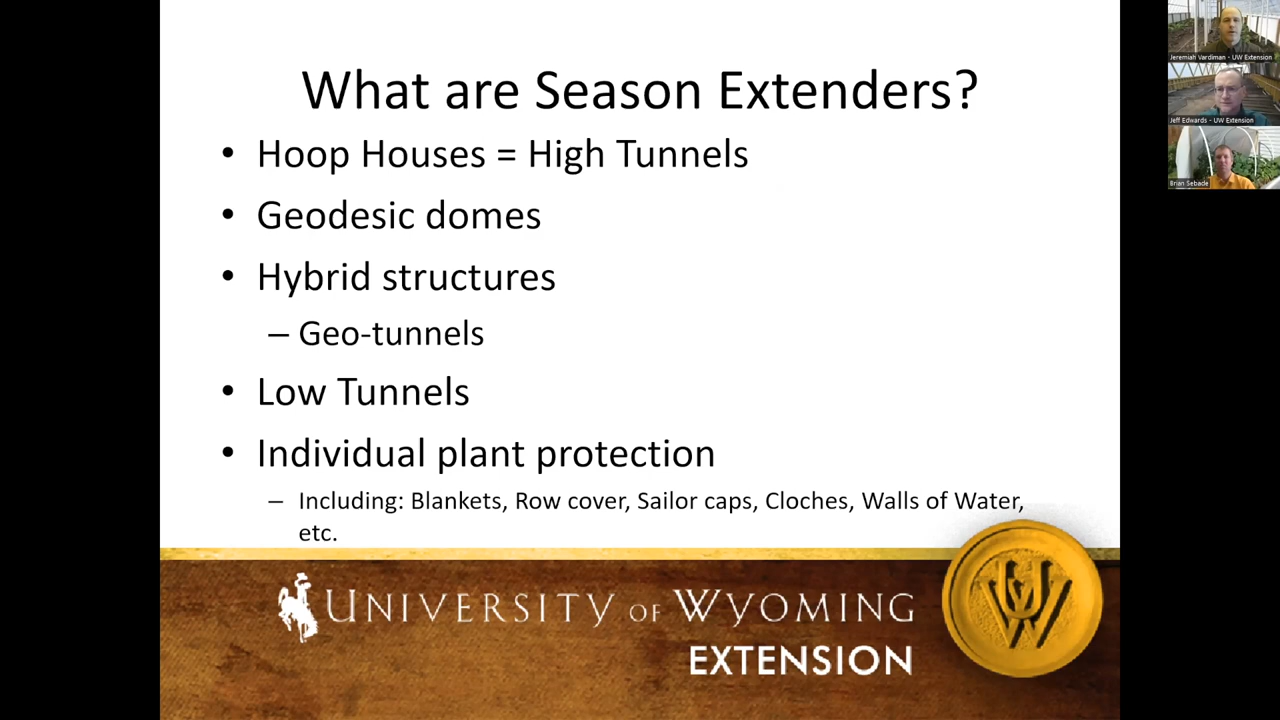 What are Season Extenders?
• Hoop Houses = High Tunnels
• Geodesic domes
• Hybrid structures
– Geo-tunnels
• Low Tunnels
• Individual plant protection
– Including: Blankets, Row cover, Sailor caps, Cloches, Walls of Water,
etc.
UNIVERSITY OF WYOMING
EXTENSION
UW
Jeremiah Vardiman - UW Extension
Jeff Edwards - UW Extension
Brian Sebade